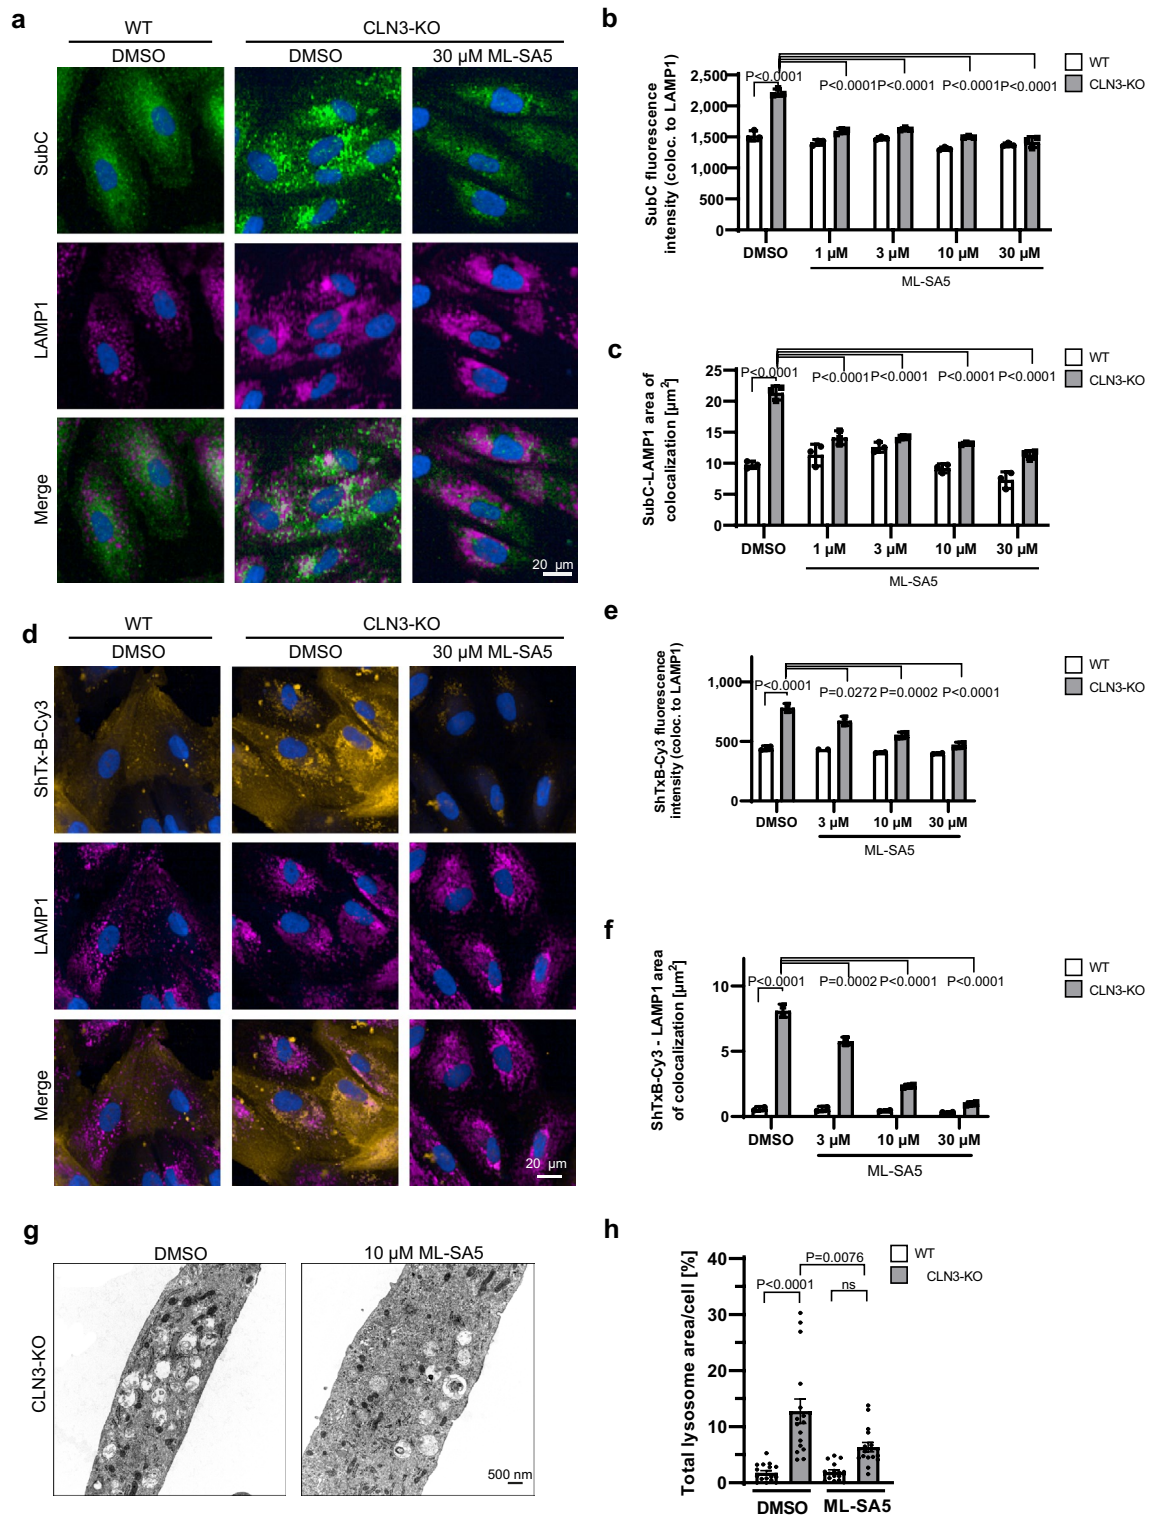 a
WT
CLN3-KO
DMSO
DMSO
30 µM ML-SA5
SubC
LAMP1
Merge
20 µm
b
SubC fluorescence
intensity (coloc. to LAMP1)
2,500
2,000
1,500
1,000
500
0
P<0.0001
P<0.0001
P<0.0001
P<0.0001
P<0.0001
WT
CLN3-KO
DMSO
1 µM
3 µM
10 µM
30 µM
ML-SA5
c
SubC-LAMP1 area of
colocalization [µm²]
25
20
15
10
5
0
P<0.0001
P<0.0001
P<0.0001
P<0.0001
P<0.0001
WT
CLN3-KO
DMSO
1 µM
3 µM
10 µM
30 µM
ML-SA5
d
WT
CLN3-KO
DMSO
DMSO
30 µM ML-SA5
ShTx-B-Cy3
LAMP1
Merge
20 µm
e
ShTxB-Cy3 fluorescence
intensity (coloc. to LAMP1)
1,000
500
0
P<0.0001
P=0.0272
P=0.0002
P<0.0001
WT
CLN3-KO
DMSO
3 µM
10 µM
30 µM
ML-SA5
f
ShTxB-Cy3 - LAMP1 area
of colocalization [µm²]
10
5
0
P<0.0001
P=0.0002
P<0.0001
P<0.0001
WT
CLN3-KO
DMSO
3 µM
10 µM
30 µM
ML-SA5
g
DMSO
10 µM ML-SA5
CLN3-KO
500 nm
h
Total lysosome area/cell [%]
40
30
20
10
0
P<0.0001
P=0.0076
ns
WT
CLN3-KO
DMSO
ML-SA5